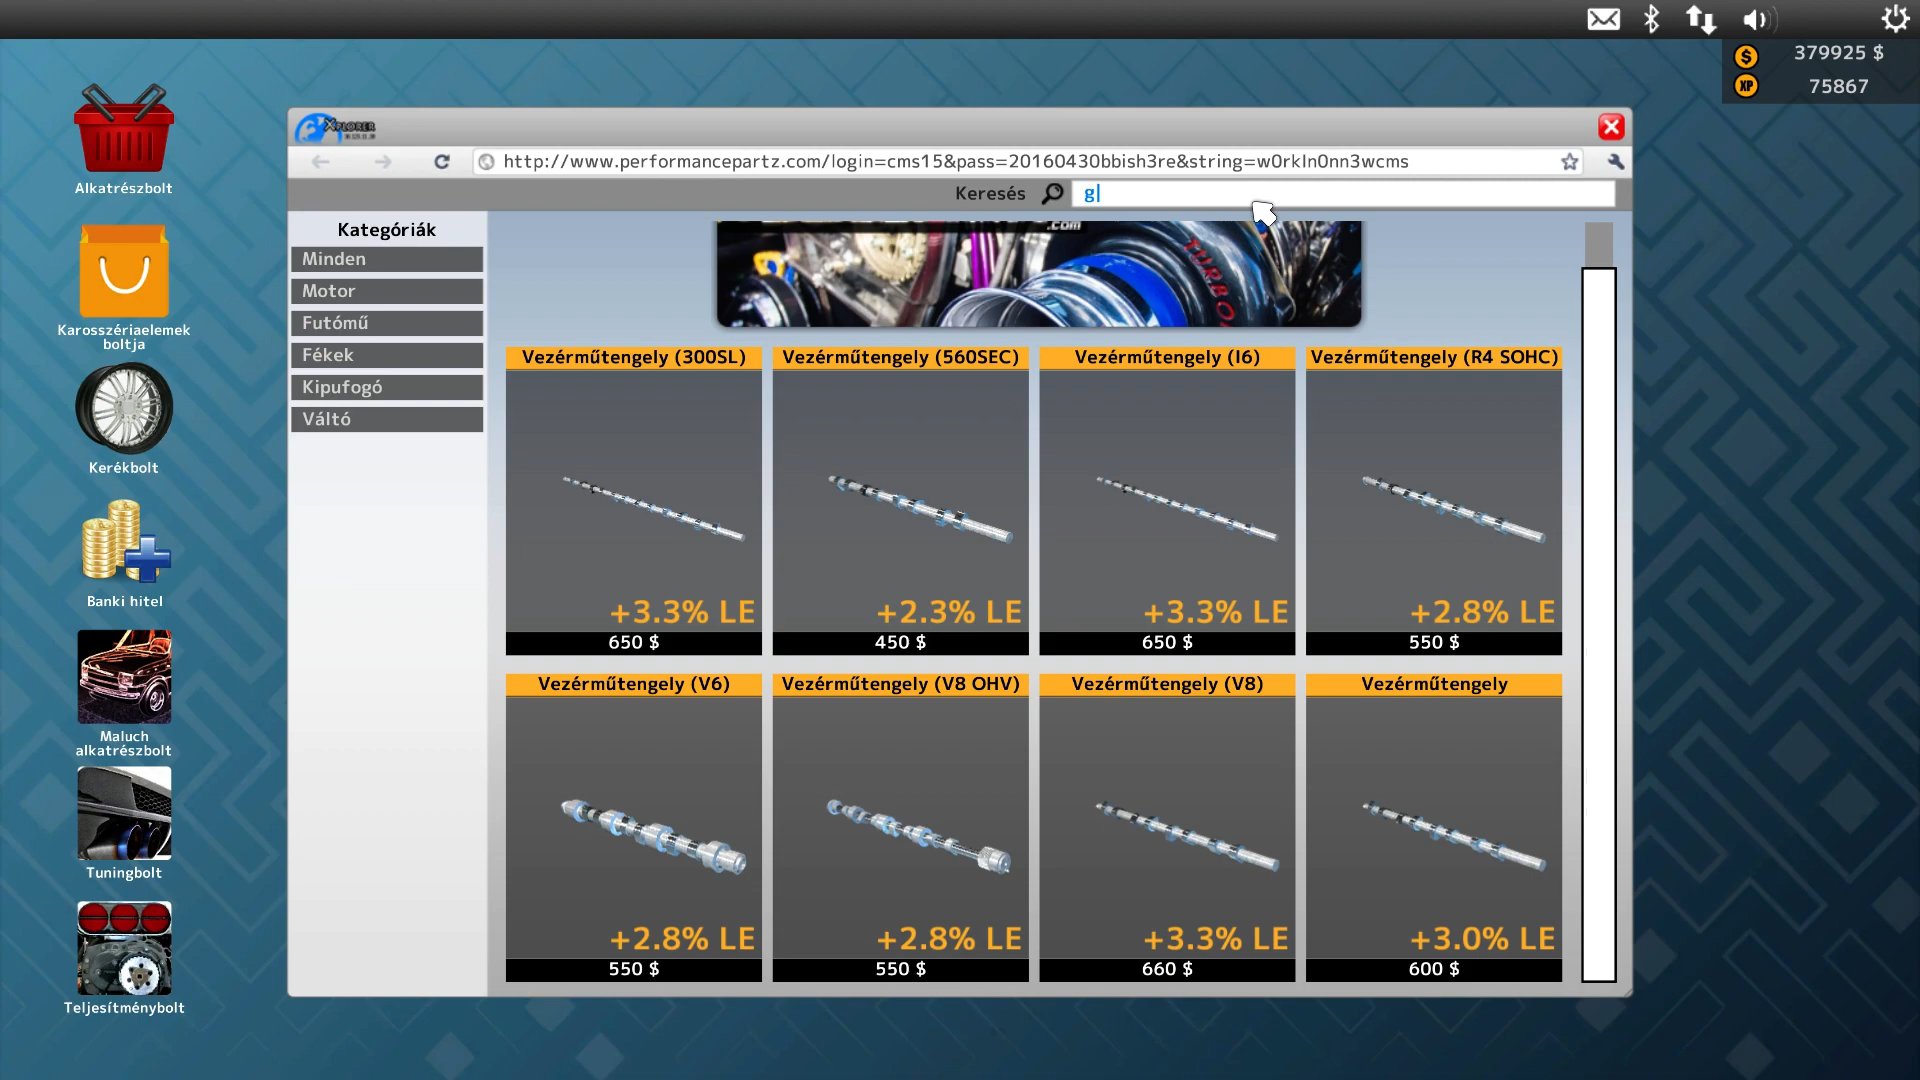 379925 $
XP
75867
XPLORER
http://www.performancepartz.com/login=cms15&pass=20160430bbish3re&string=w0rkIn0nn3wcms
Keresés
g
Alkatrészbolt
Karosszériaelemek
boltja
Kerékbolt
Banki hitel
Maluch
alkatrészbolt
Tuningbolt
Teljesítménybolt
Kategóriák
Minden
Motor
Futómű
Fékek
Kipufogó
Váltó
.com
TURBO
Vezérműtengely (300SL)
+3.3% LE
650 $
Vezérműtengely (560SEC)
+2.3% LE
450 $
Vezérműtengely (I6)
+3.3% LE
650 $
Vezérműtengely (R4 SOHC)
+2.8% LE
550 $
Vezérműtengely (V6)
+2.8% LE
550 $
Vezérműtengely (V8 OHV)
+2.8% LE
550 $
Vezérműtengely (V8)
+3.3% LE
660 $
Vezérműtengely
+3.0% LE
600 $